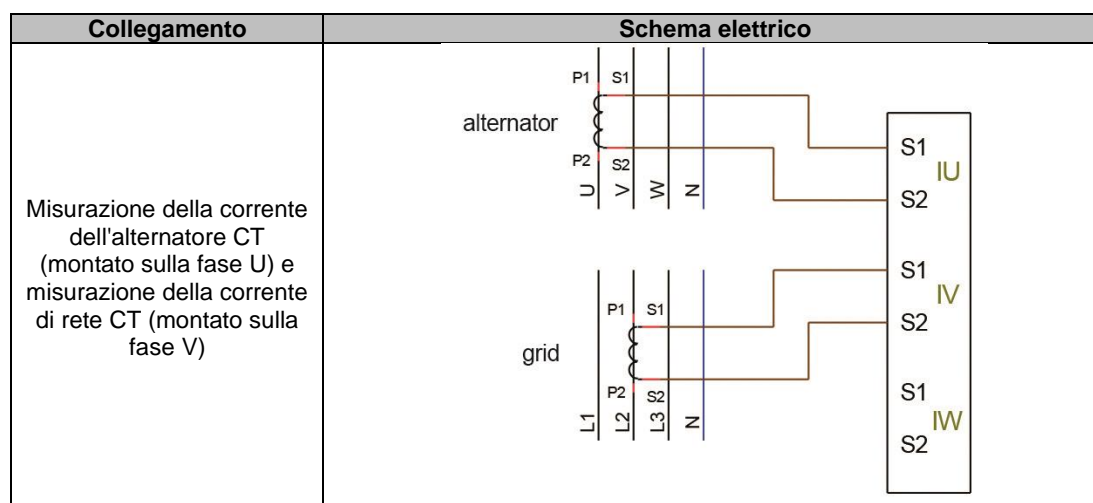 Collegamento
Schema elettrico
Misurazione della corrente
dell'alternatore CT
(montato sulla fase U) e
misurazione della corrente
di rete CT (montato sulla
fase V)
P1 S1
alternator
P2 S2
U V W N
P1 S1
grid
P2 S2
L1 L2 L3 N
S1
IU
S2
S1
IV
S2
S1
IW
S2